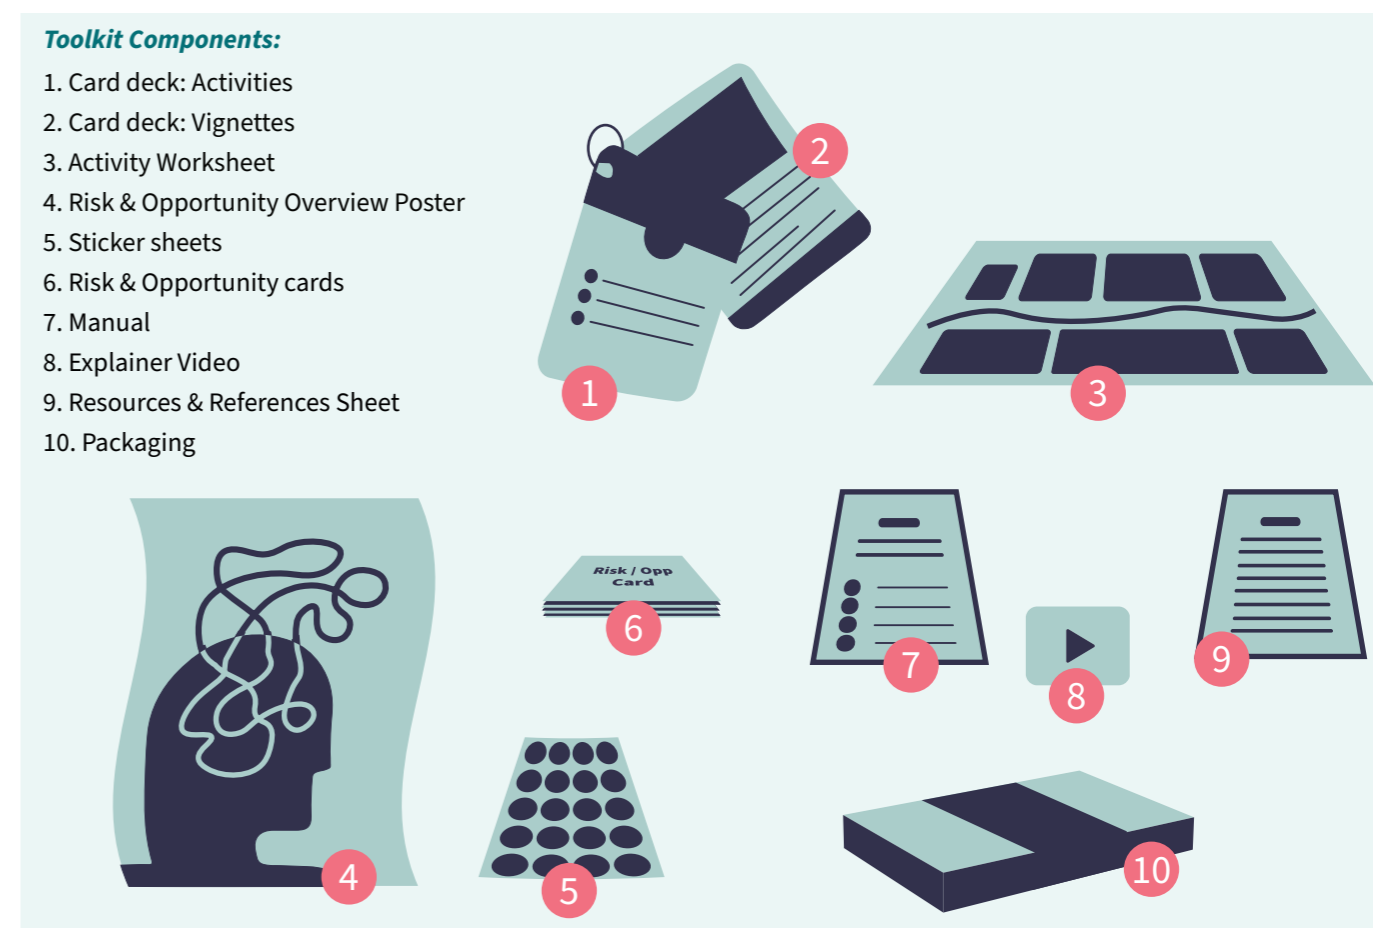 Toolkit Components:
1. Card deck: Activities
2. Card deck: Vignettes
3. Activity Worksheet
4. Risk & Opportunity Overview Poster
5. Sticker sheets
6. Risk & Opportunity cards
7. Manual
8. Explainer Video
9. Resources & References Sheet
10. Packaging
2
1
3
Risk / Opp
Card
6
7
8
9
4
5
10